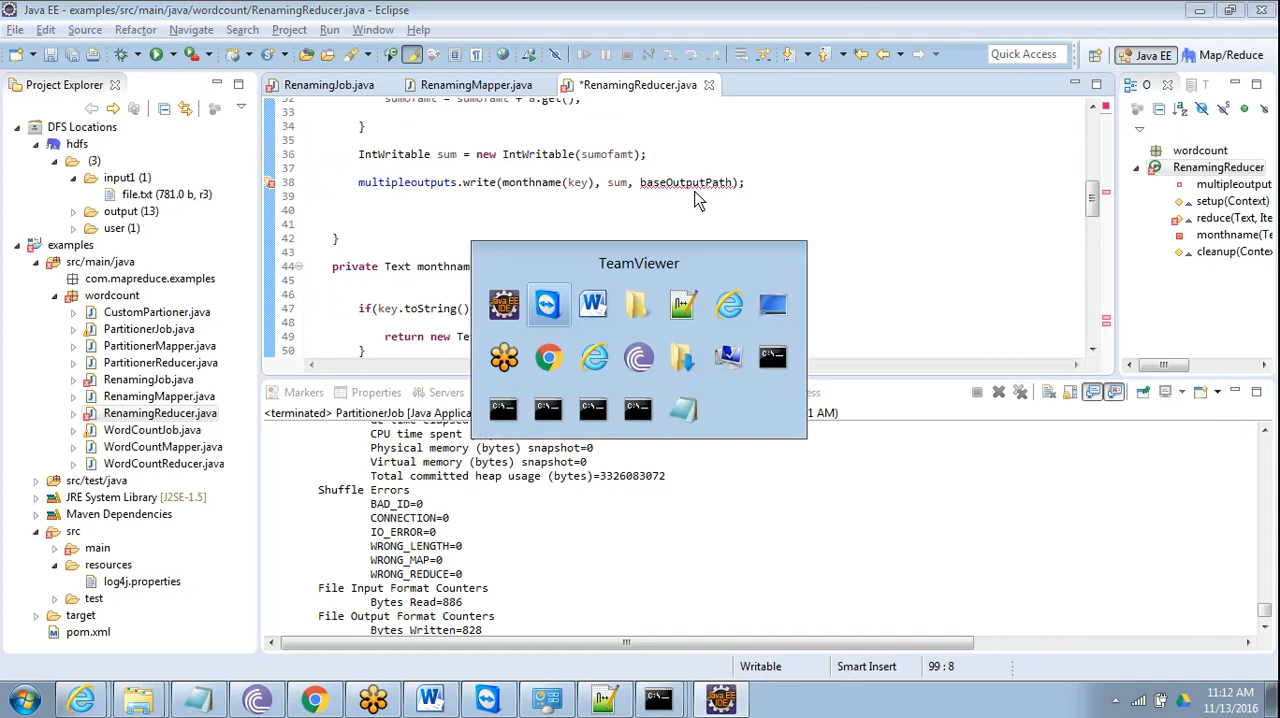 Java EE - examples/src/main/java/wordcount/RenamingReducer.java - Eclipse
File Edit Source Refactor Navigate Search Project Run Window Help
Quick Access Java EE Map/Reduce
Project Explorer
DFS Locations
hdfs
(3)
input1 (1)
file.txt (781.0 b, r3)
output (13)
user (1)
examples
src/main/java
com.mapreduce.examples
wordcount
CustomPartioner.java
PartitionerJob.java
PartitionerMapper.java
PartitionerReducer.java
RenamingJob.java
RenamingMapper.java
RenamingReducer.java
WordCountJob.java
WordCountMapper.java
WordCountReducer.java
src/test/java
JRE System Library [J2SE-1.5]
Maven Dependencies
src
main
resources
log4j.properties
test
target
pom.xml
RenamingJob.java RenamingMapper.java *RenamingReducer.java
32 sumofamt = sumofamt + a.get();
33
34 }
35
36 IntWritable sum = new IntWritable(sumofamt);
37
38 multipleoutputs.write(monthname(key), sum, baseOutputPath);
39
40
41
42 }
43
44 private Text monthname
45
46
47 if(key.toString()
48
49 return new Te
50 }
TeamViewer
O T
wordcount
RenamingReducer
multipleoutput
setup(Context)
reduce(Text, Ite
monthname(Te
cleanup(Contex
Markers Properties Servers
<terminated> PartitionerJob [Java Applica
1 AM)
CPU time spent
Physical memory (bytes) snapshot=0
Virtual memory (bytes) snapshot=0
Total committed heap usage (bytes)=3326083072
Shuffle Errors
BAD_ID=0
CONNECTION=0
IO_ERROR=0
WRONG_LENGTH=0
WRONG_MAP=0
WRONG_REDUCE=0
File Input Format Counters
Bytes Read=886
File Output Format Counters
Bytes Written=828
Writable Smart Insert 99 : 8
11:12 AM
11/13/2016